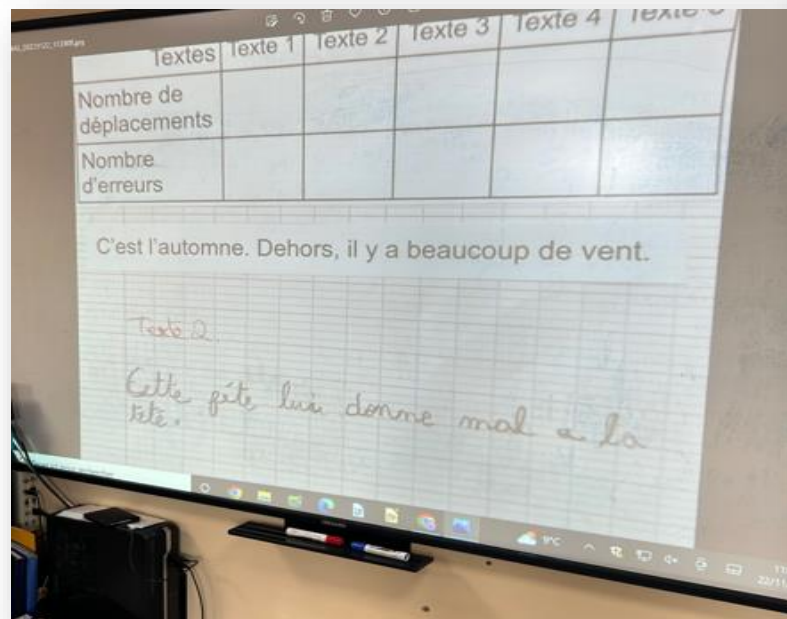 Textes Texte 1 Texte 2 Texte 3 Texte 4
Nombre de
déplacements
Nombre
d'erreurs
C'est l'automne. Dehors, il y a beaucoup de vent.
Texte 2
Cette fête lui donne mal a la
tête.
9°C